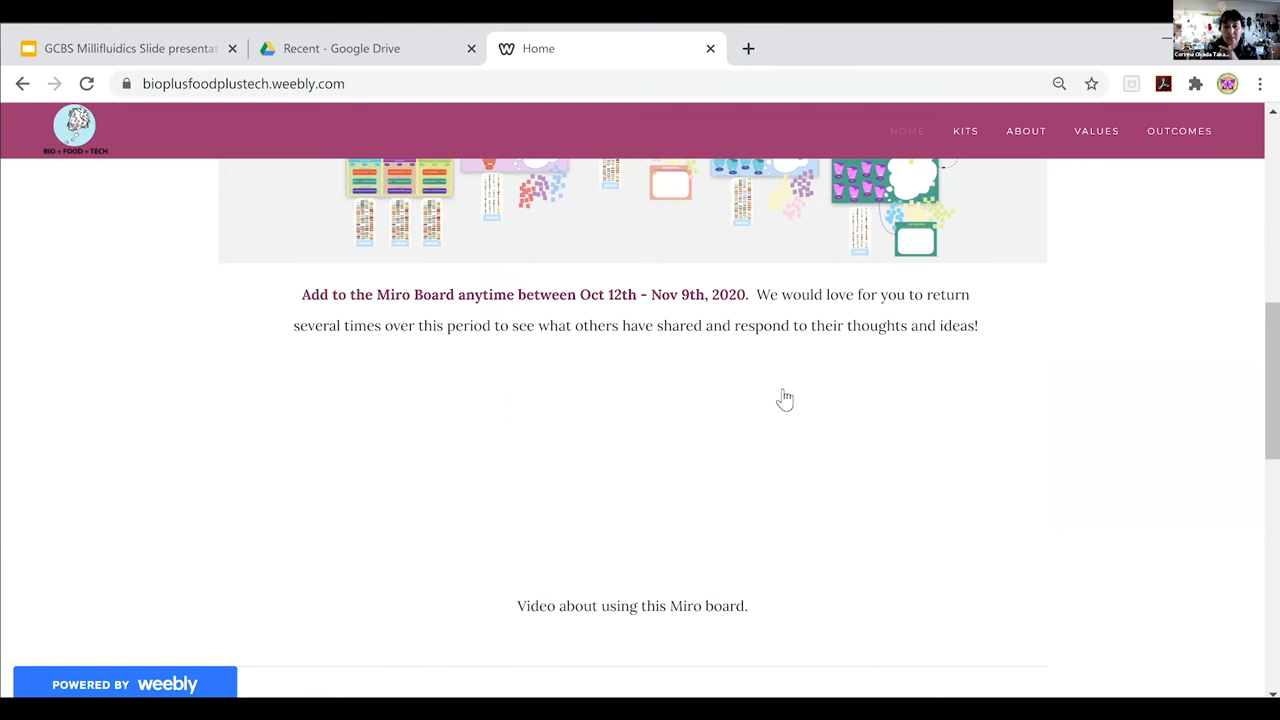 GCBS Millifluidics Slide presentat
Recent - Google Drive
Home
bioplusfoodplustech.weebly.com
BIO + FOOD + TECH
HOME
KITS
ABOUT
VALUES
OUTCOMES
Add to the Miro Board anytime between Oct 12th - Nov 9th, 2020. We would love for you to return
several times over this period to see what others have shared and respond to their thoughts and ideas!
Video about using this Miro board.
POWERED BY weebly